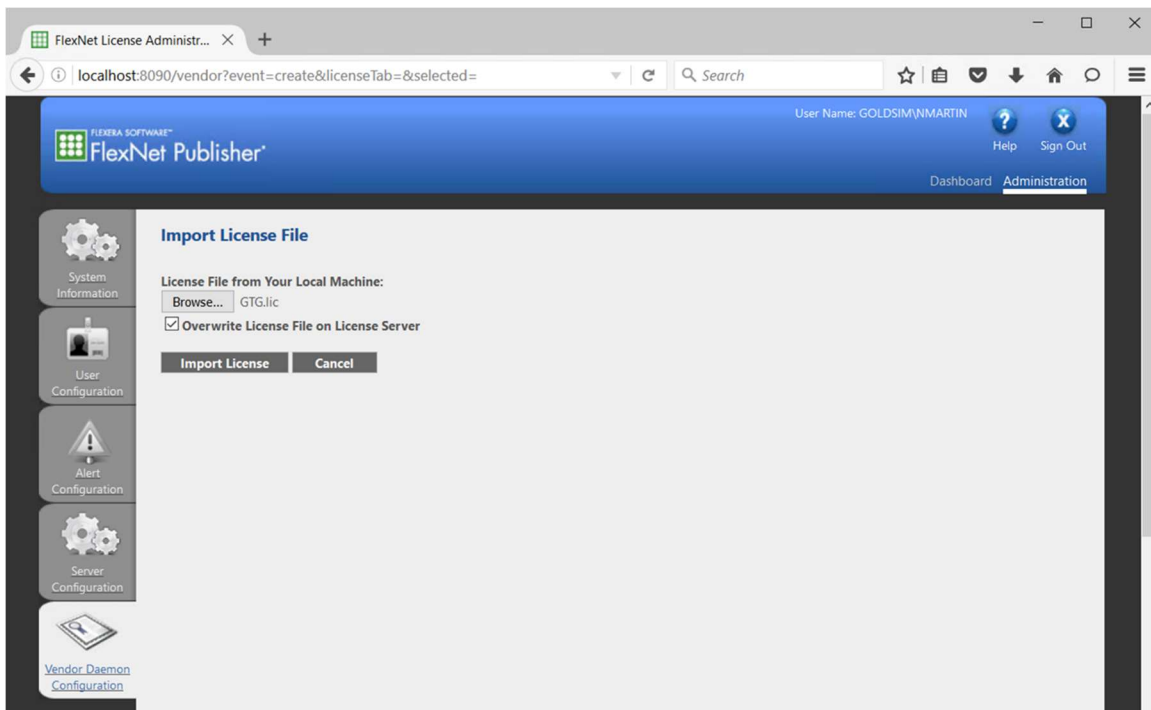 FlexNet License Administr...
localhost:8090/vendor?event=create&licenseTab=&selected=
Search
User Name: GOLDSIM\NMARTIN
FLEXERA SOFTWARE™
FlexNet Publisher®
Help
Sign Out
Dashboard Administration
System
Information
User
Configuration
Alert
Configuration
Server
Configuration
Vendor Daemon
Configuration
Import License File
License File from Your Local Machine:
Browse... GTG.lic
Overwrite License File on License Server
Import License Cancel